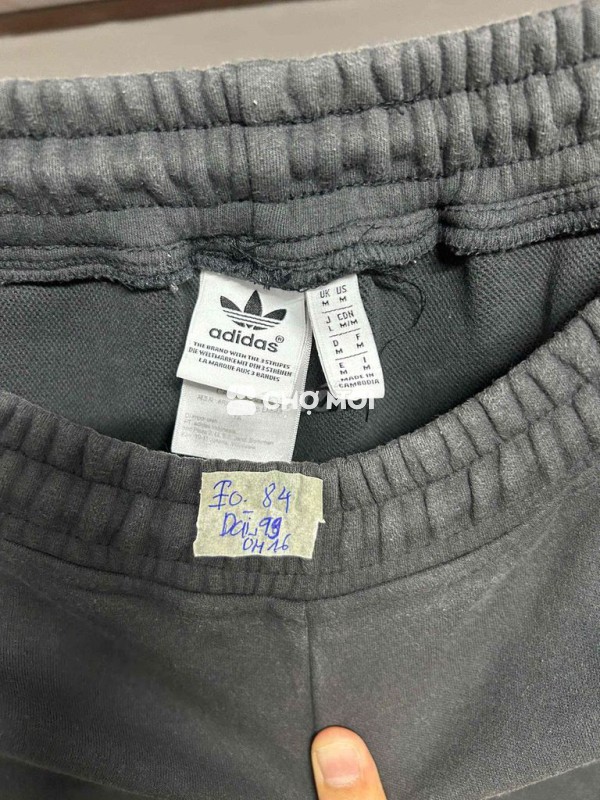 adidas®
THE BRAND WITH THE 3 STRIPES
DIE WELTMARKE MIT DEN 3 STREIFEN
LA MARQUE AUX 3 BANDES
UK US
M M
J CDN
L M/M
D F
M M
E I
M M
MADE IN
CAMBODIA
CHỢ MỚI
Eo. 84
Dài 99
ОН 16